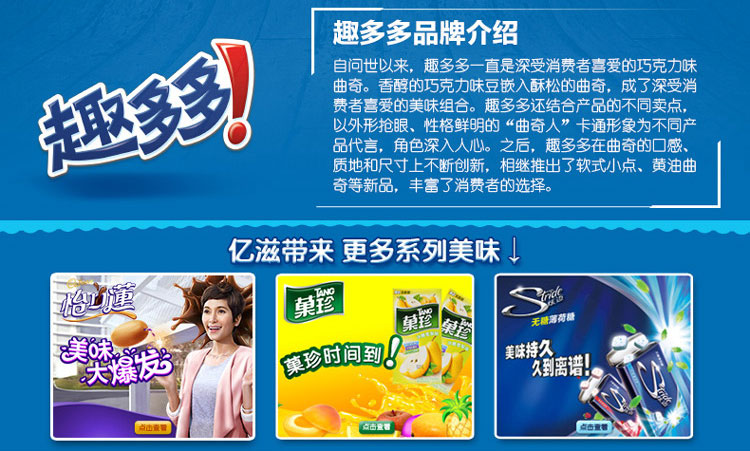 趣多多!
趣多多品牌介绍
自问世以来，趣多多一直是深受消费者喜爱的巧克力味
曲奇。香醇的巧克力味豆嵌入酥松的曲奇，成了深受消
费者喜爱的美味组合。趣多多还结合产品的不同卖点，
以外形抢眼、性格鲜明的“曲奇人”卡通形象为不同产
品代言，角色深入人心。之后，趣多多在曲奇的口感、
质地和尺寸上不断创新，相继推出了软式小点、黄油曲
奇等新品，丰富了消费者的选择。
亿滋带来 更多系列美味↓
怡口莲
美味
大爆发
点击查看
TANG
菓珍
菓珍时间到!
TANG
菓珍
菓珍
点击查看
Stride
炫迈
无糖薄荷糖
美味持久
久到离谱!
Stride
点击查看